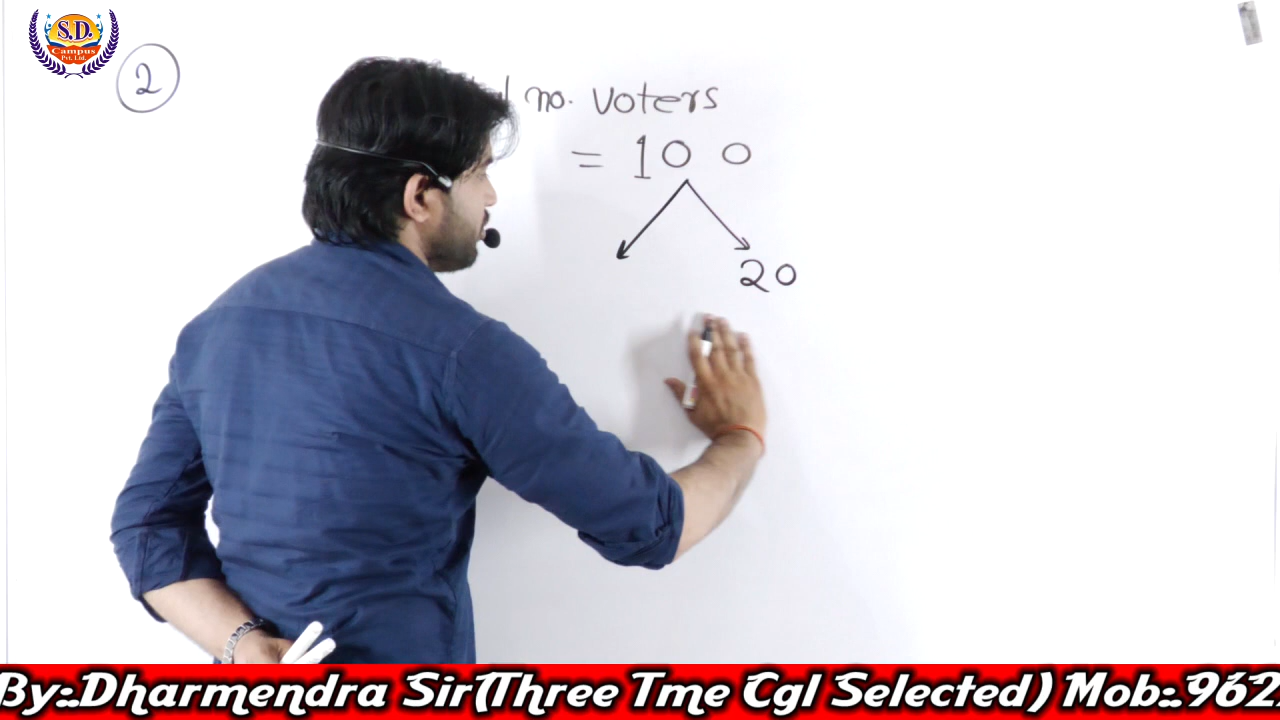 S.D.
Campus
Pvt. Ltd.
2
no. voters
= 100
20
By:.Dharmendra Sir(Three Tme Cgl Selected) Mob:.962